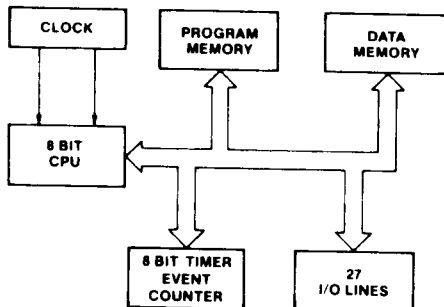 CLOCK
PROGRAM
MEMORY
DATA
MEMORY
8 BIT
CPU
8 BIT TIMER
EVENT
COUNTER
27
I/O LINES